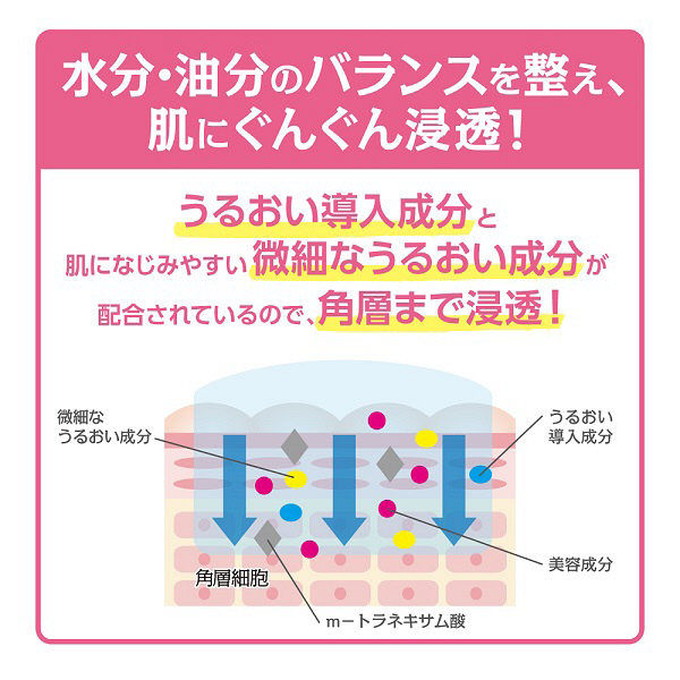 水分・油分のバランスを整え、
肌にぐんぐん浸透！
うるおい導入成分と
肌になじみやすい微細なうるおい成分が
配合されているので、角層まで浸透！
微細な
うるおい成分
うるおい
導入成分
美容成分
角層細胞
m－トラネキサム酸